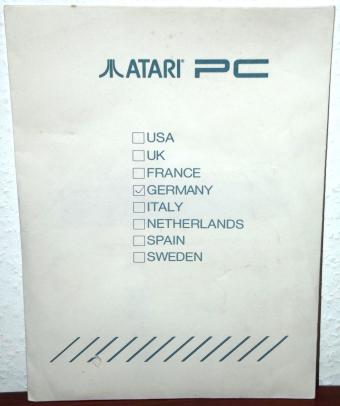 ATARI® PC
USA
UK
FRANCE
GERMANY
ITALY
NETHERLANDS
SPAIN
SWEDEN